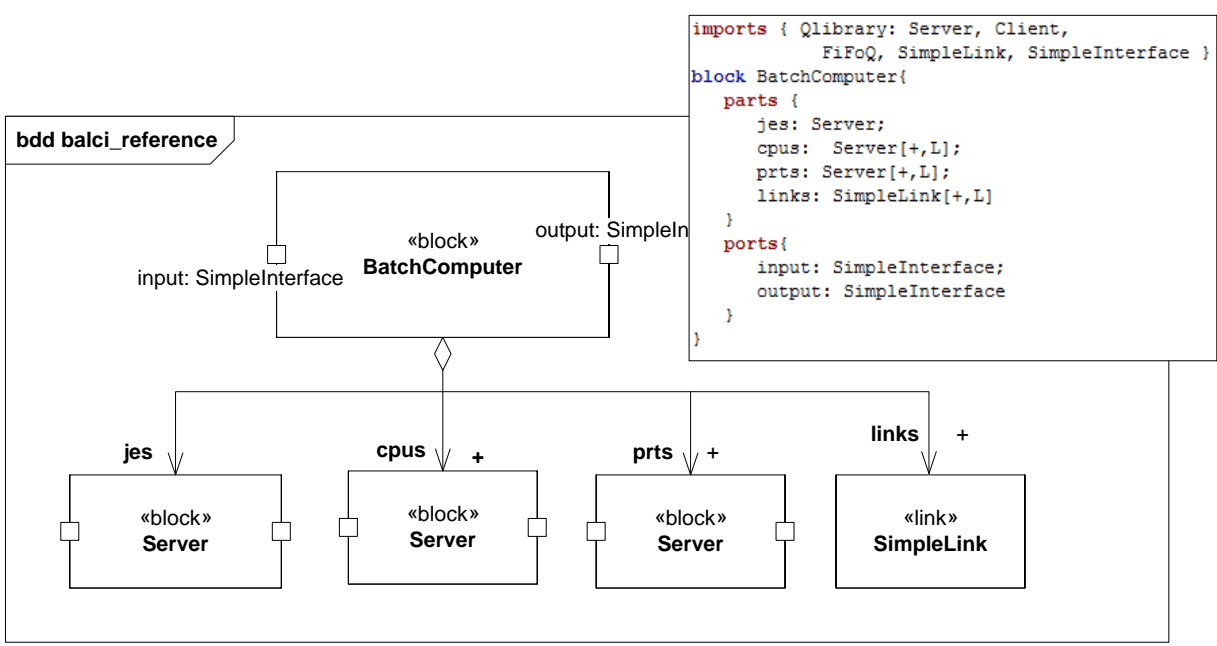 imports { Qlibrary: Server, Client,
FiFoQ, SimpleLink, SimpleInterface }
block BatchComputer{
parts {
jes: Server;
cpus:  Server[+,L];
prts: Server[+,L];
links: SimpleLink[+,L]
}
ports{
input: SimpleInterface;
output: SimpleInterface
}
}
bdd balci_reference
output: SimpleIn
«block»
BatchComputer
input: SimpleInterface
jes
cpus +
prts +
links +
«block»
Server
«block»
Server
«block»
Server
«link»
SimpleLink